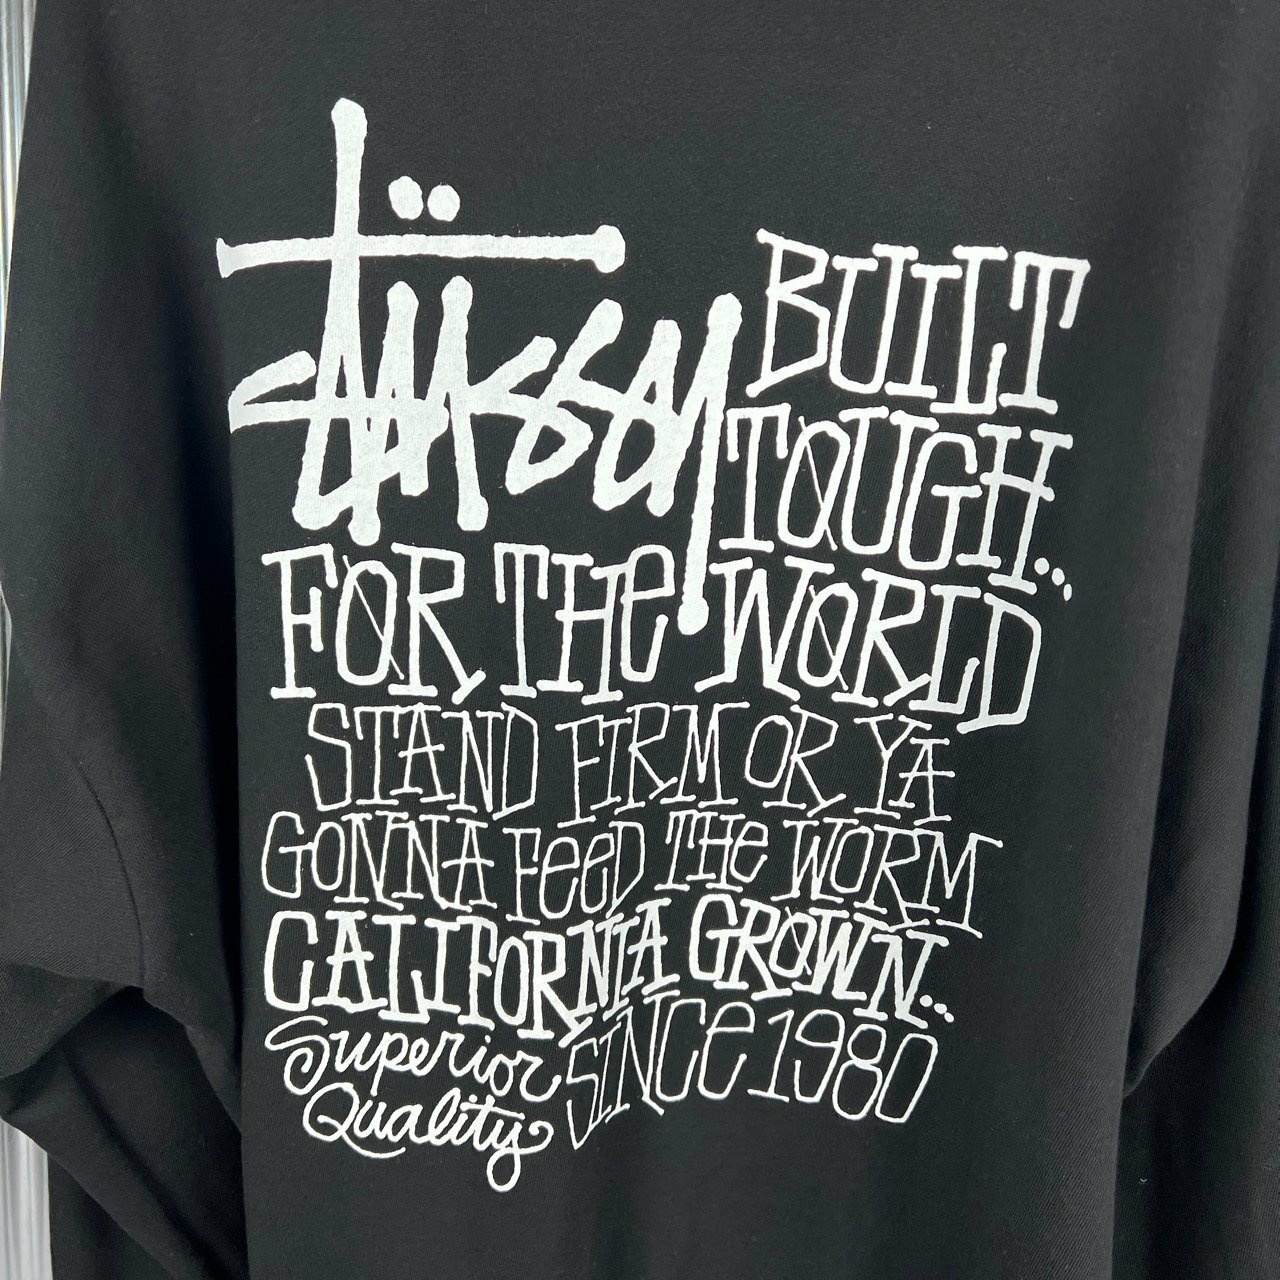 Stüssy
BUILT
TOUGH...
FOR THE WORLD
STAND FIRM OR YA
GONNA FEED THE WORM
CALIFORNIA GROWN...
Superior
Quality
SINCE 1980